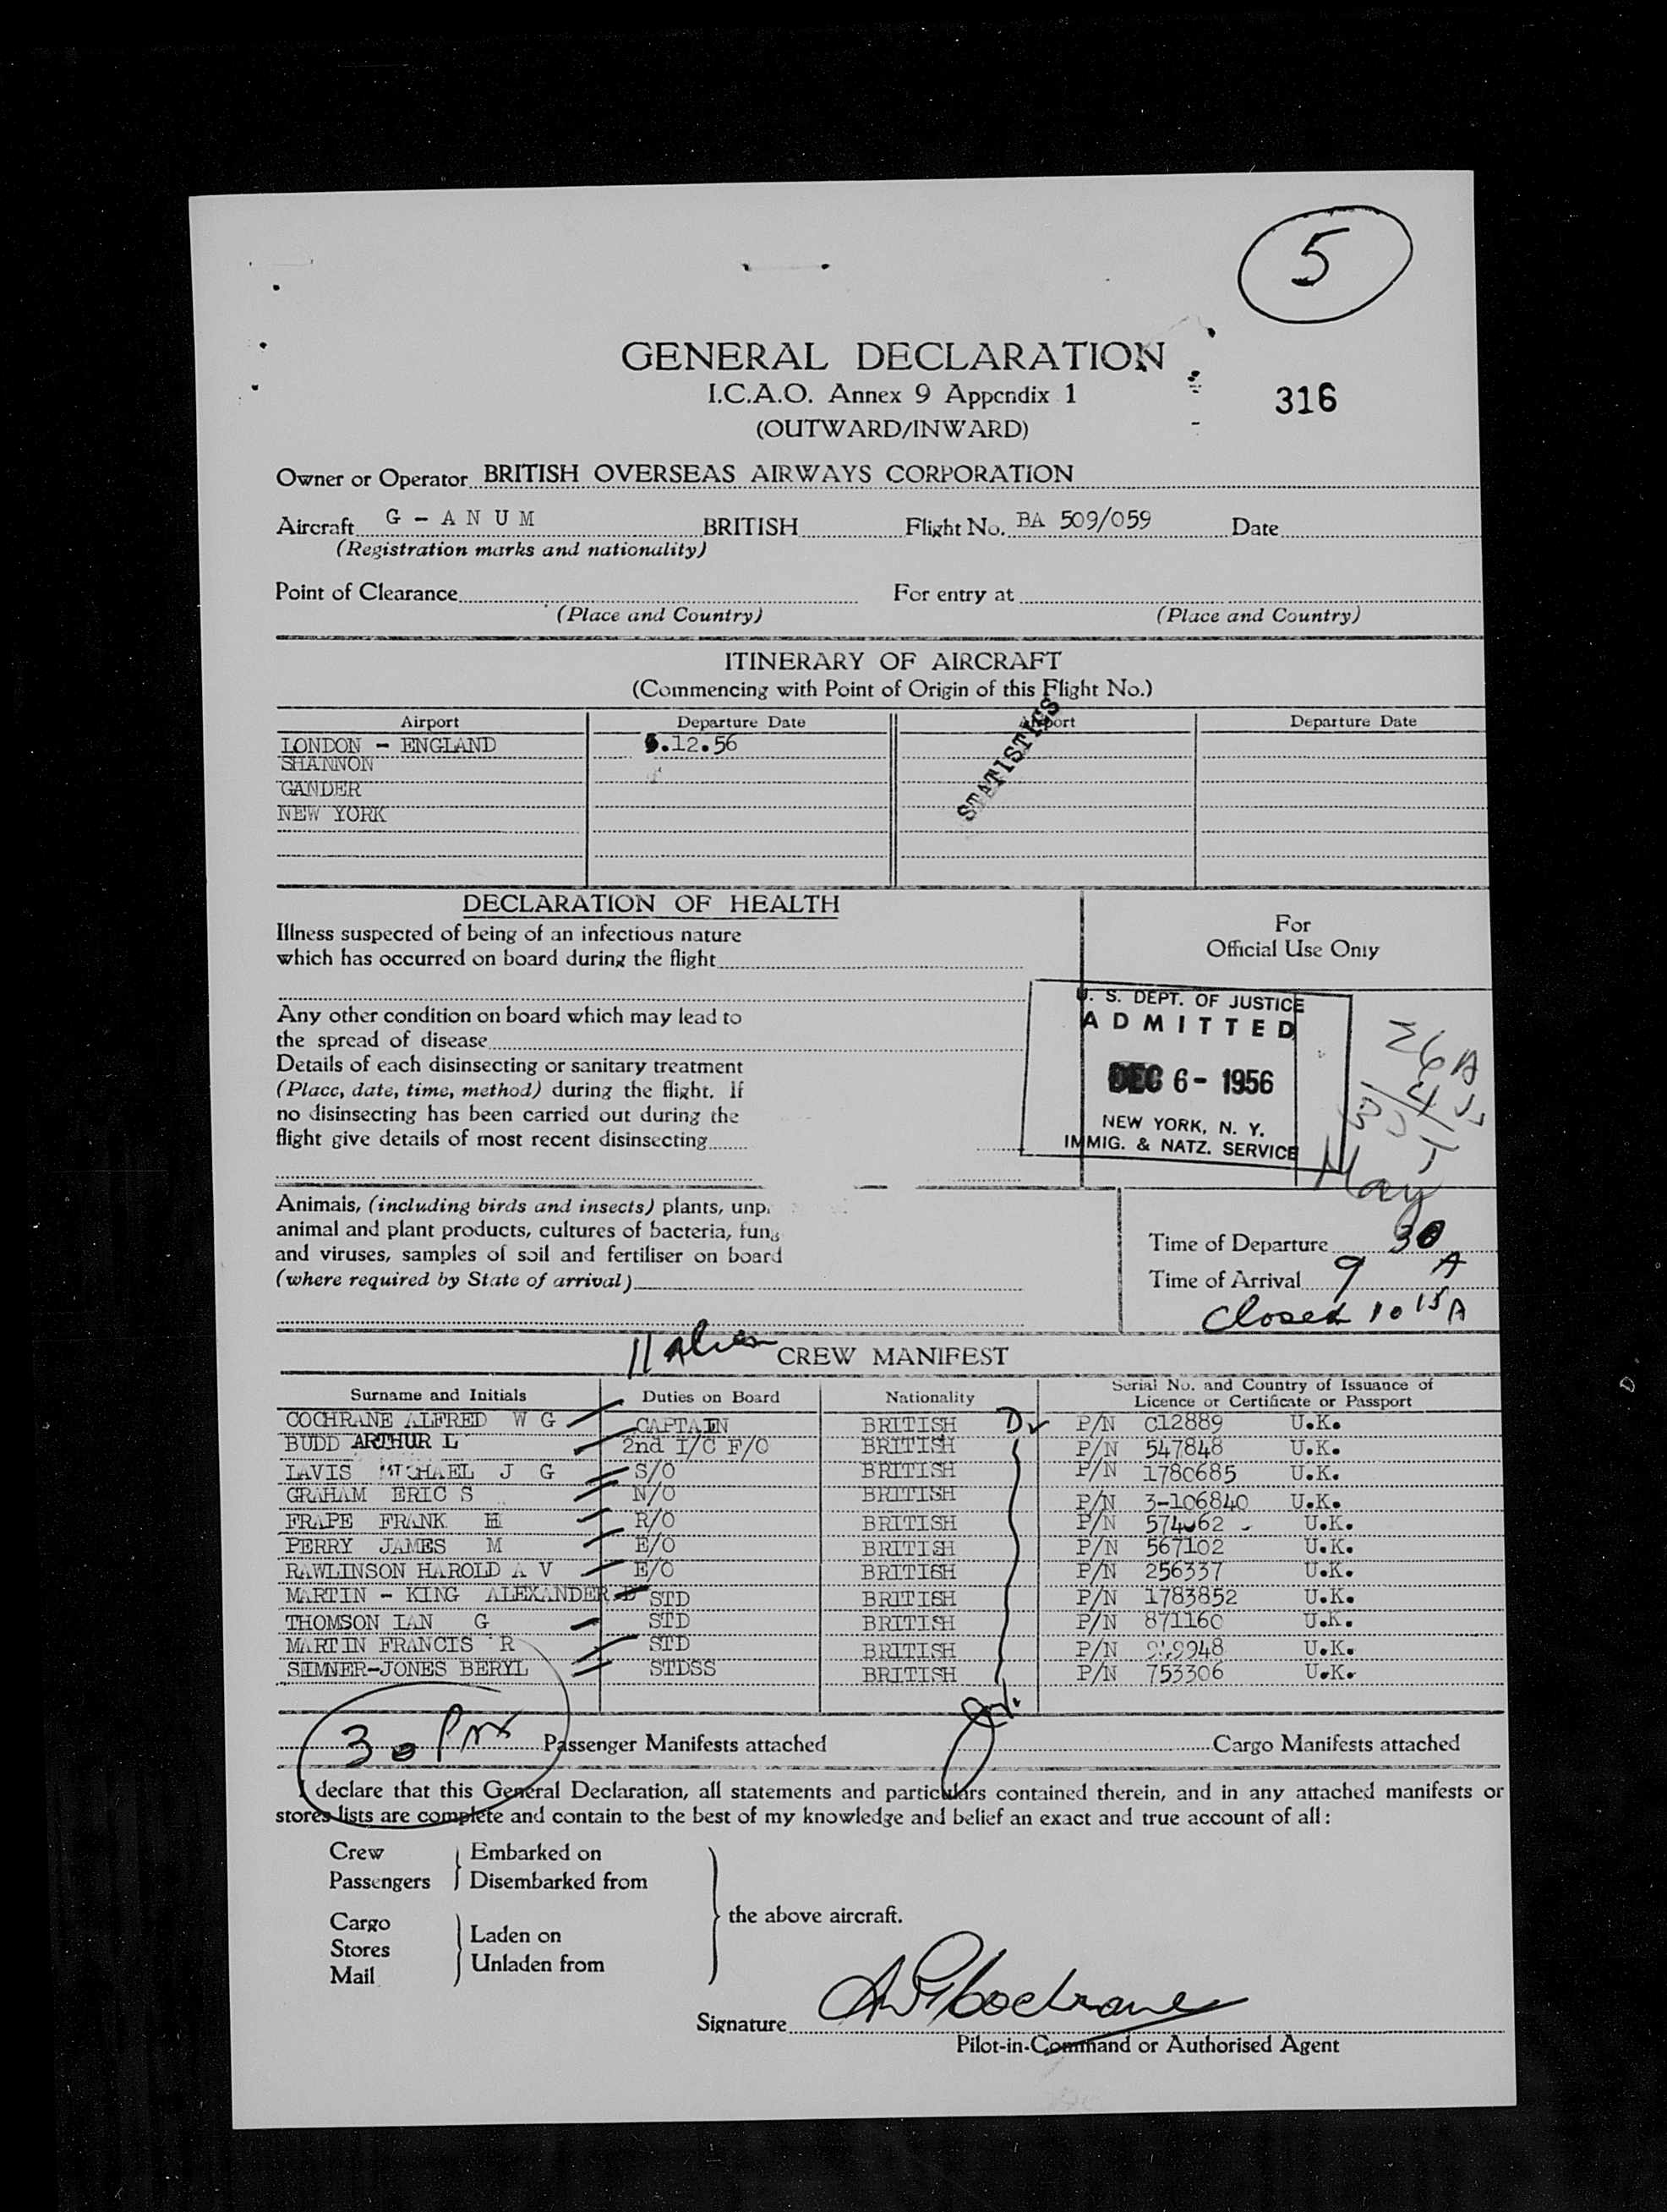 5
GENERAL DECLARATION
I.C.A.O. Annex 9 Appendix 1
316
(OUTWARD/INWARD)
Owner or Operator BRITISH OVERSEAS AIRWAYS CORPORATION
Aircraft G - A N U M BRITISH Flight No. BA 509/059 Date
(Registration marks and nationality)
Point of Clearance For entry at
(Place and Country) (Place and Country)
ITINERARY OF AIRCRAFT
(Commencing with Point of Origin of this Flight No.)
Airport Departure Date Airport Departure Date
STATISTICS
LONDON - ENGLAND .12.56
SHANNON
GANDER
NEW YORK
DECLARATION OF HEALTH
Illness suspected of being of an infectious nature
which has occurred on board during the flight
Any other condition on board which may lead to
the spread of disease
Details of each disinsecting or sanitary treatment
(Place, date, time, method) during the flight. If
no disinsecting has been carried out during the
flight give details of most recent disinsecting
For
Official Use Only
U. S. DEPT. OF JUSTICE
ADMITTED
DEC 6 - 1956
NEW YORK, N. Y.
IMMIG. & NATZ. SERVICE
May
Animals, (including birds and insects) plants,
animal and plant products, cultures of bacteria,
and viruses, samples of soil and fertiliser on board
(where required by State of arrival)
Time of Departure 30
Time of Arrival 9 A
Closed 10 15 A
11 Alien
CREW MANIFEST
Surname and Initials Duties on Board Nationality Serial No. and Country of Issuance of
Licence or Certificate or Passport
COCHRANE ALFRED W G CAPTAIN BRITISH P/N C12889 U.K.
BUDD ARTHUR L 2nd I/C F/O BRITISH P/N 547848 U.K.
LAVIS MICHAEL J G S/O BRITISH P/N 1780685 U.K.
GRAHAM ERIC S N/O BRITISH P/N 3-106840 U.K.
FRAPE FRANK H R/O BRITISH P/N U.K.
PERRY JAMES M E/O BRITISH P/N 567102 U.K.
RAWLINSON HAROLD A V E/O BRITISH P/N 256337 U.K.
MARTIN - KING ALEXANDER STD BRITISH P/N 1783852 U.K.
THOMSON IAN G STD BRITISH P/N 871160 U.K.
MARTIN FRANCIS R STD BRITISH P/N U.K.
SIMNER-JONES BERYL STDSS BRITISH P/N 753306 U.K.
30 Passenger Manifests attached Cargo Manifests attached
I declare that this General Declaration, all statements and particulars contained therein, and in any attached manifests or
stores lists are complete and contain to the best of my knowledge and belief an exact and true account of all:
Crew Embarked on
Passengers Disembarked from
the above aircraft.
Cargo
Stores Laden on
Mail Unladen from
Signature Cochrane
Pilot-in-Command or Authorised Agent